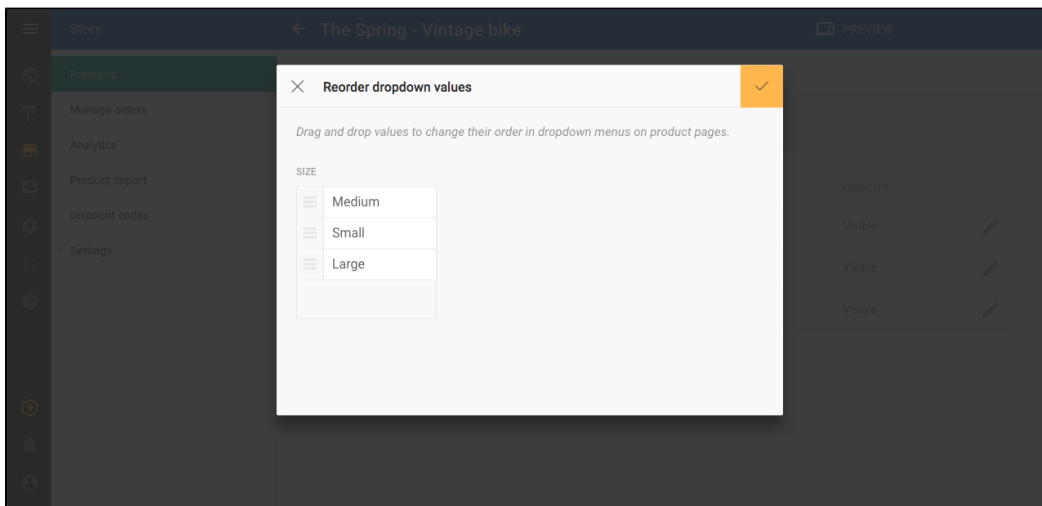 Store
The Spring - Vintage bike
PREVIEW
Products
Manage orders
Analytics
Product import
Discount codes
Settings
Reorder dropdown values
Drag and drop values to change their order in dropdown menus on product pages.
SIZE
Medium
Small
Large
VISIBILITY
Visible
Visible
Visible